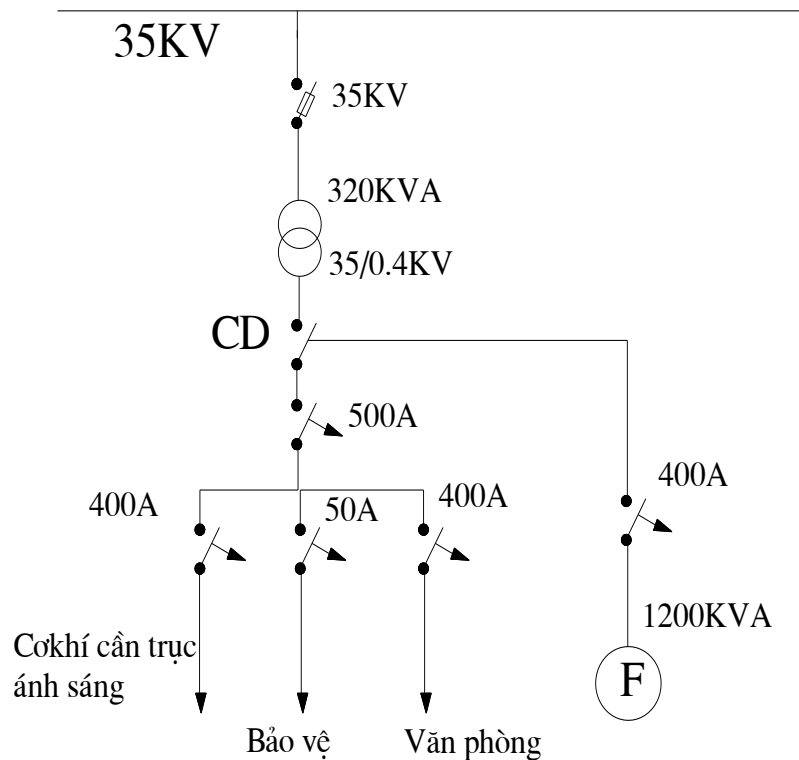 35KV
35KV
320KVA
35/0.4KV
CD
500A
400A
50A
400A
400A
1200KVA
F
Cơkhí cần trục
ánh sáng
Bảo vệ
Văn phòng